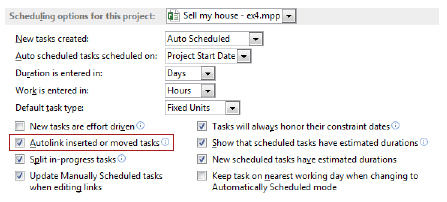 Scheduling options for this project: Sell my house - ex4.mpp
New tasks created: Auto Scheduled
Auto scheduled tasks scheduled on: Project Start Date
Duration is entered in: Days
Work is entered in: Hours
Default task type: Fixed Units
New tasks are effort driven
Tasks will always honor their constraint dates
Autolink inserted or moved tasks
Show that scheduled tasks have estimated durations
Split in-progress tasks
New scheduled tasks have estimated durations
Update Manually Scheduled tasks
when editing links
Keep task on nearest working day when changing to
Automatically Scheduled mode